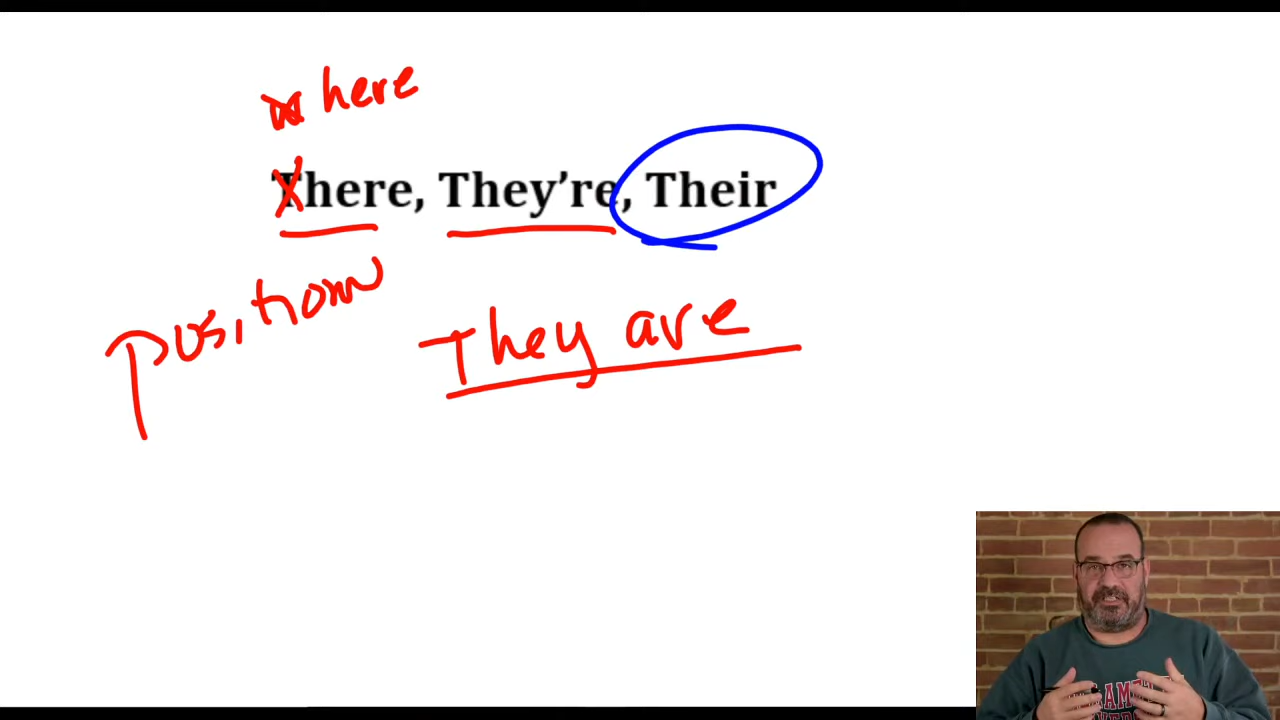 here
There, They’re, Their
position
They are